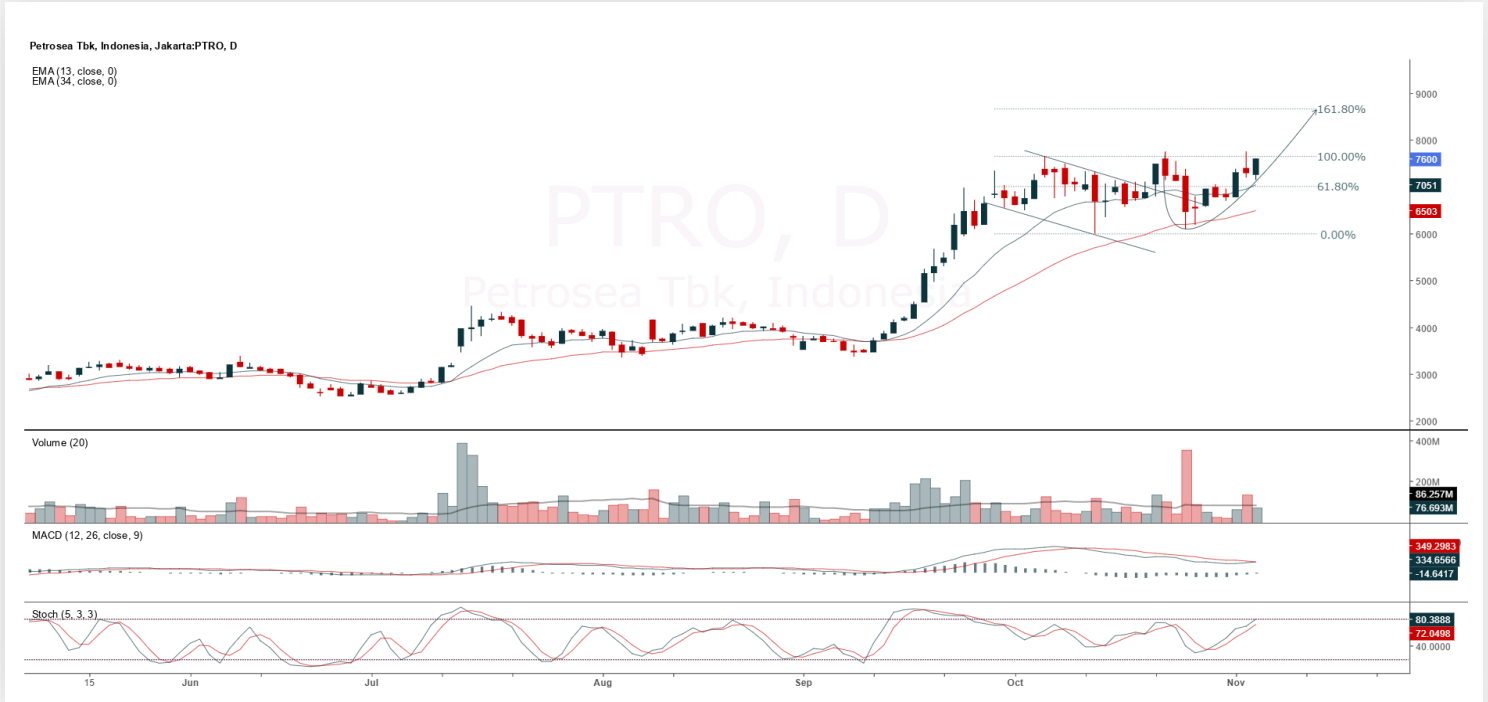 Petrosea Tbk, Indonesia, Jakarta:PTRO, D
EMA (13, close, 0)
EMA (34, close, 0)
PTRO, D
Petrosea Tbk, Indonesia
161.80%
100.00%
61.80%
0.00%
9000
8000
7600
7051
6503
6000
5000
4000
3000
2000
Volume (20)
400M
200M
86.257M
76.693M
MACD (12, 26, close, 9)
349.2983
334.6566
-14.6417
Stoch (5, 3, 3)
80.3888
72.0498
40.0000
15 Jun Jul Aug Sep Oct Nov